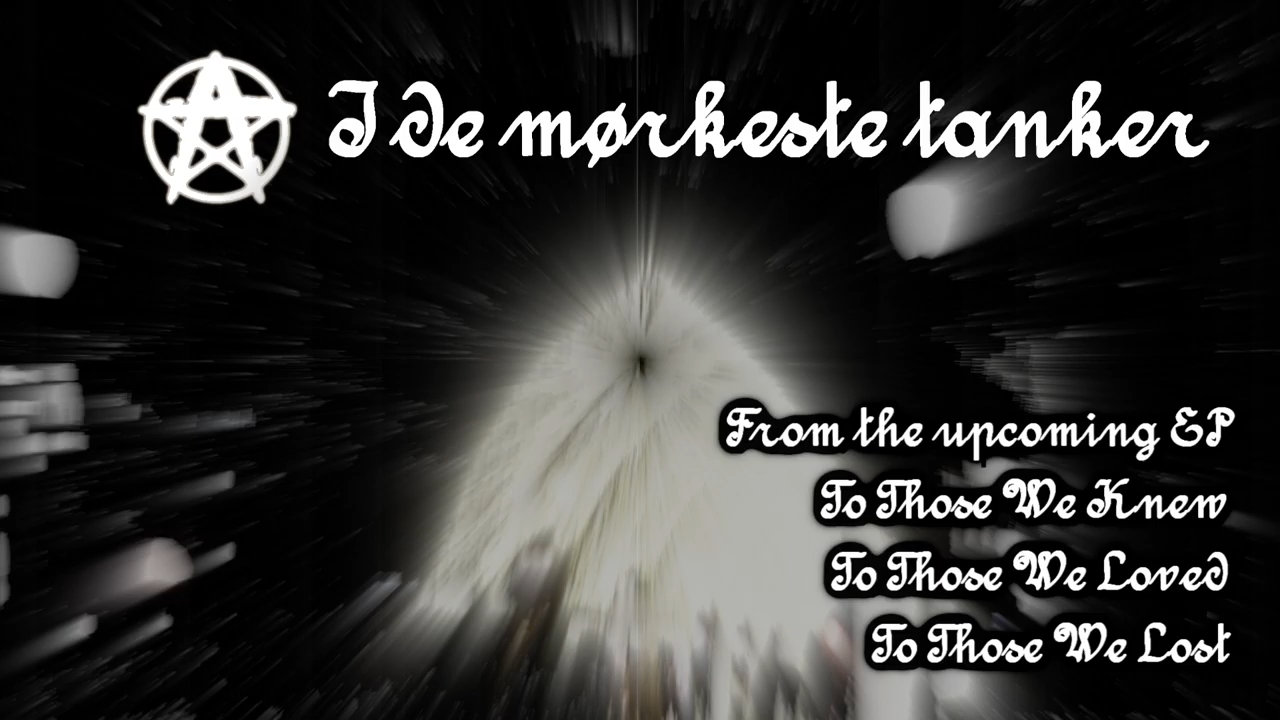 I de mørkeste tanker
From the upcoming EP
To Those We Knew
To Those We Loved
To Those We Lost